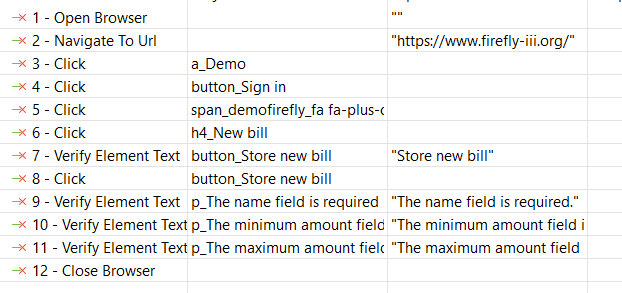 1 - Open Browser ""
2 - Navigate To Url "https://www.firefly-iii.org/"
3 - Click a_Demo
4 - Click button_Sign in
5 - Click span_demofirefly_fa fa-plus-c
6 - Click h4_New bill
7 - Verify Element Text button_Store new bill "Store new bill"
8 - Click button_Store new bill
9 - Verify Element Text p_The name field is required "The name field is required."
10 - Verify Element Text p_The minimum amount field "The minimum amount field i
11 - Verify Element Text p_The maximum amount field "The maximum amount field
12 - Close Browser